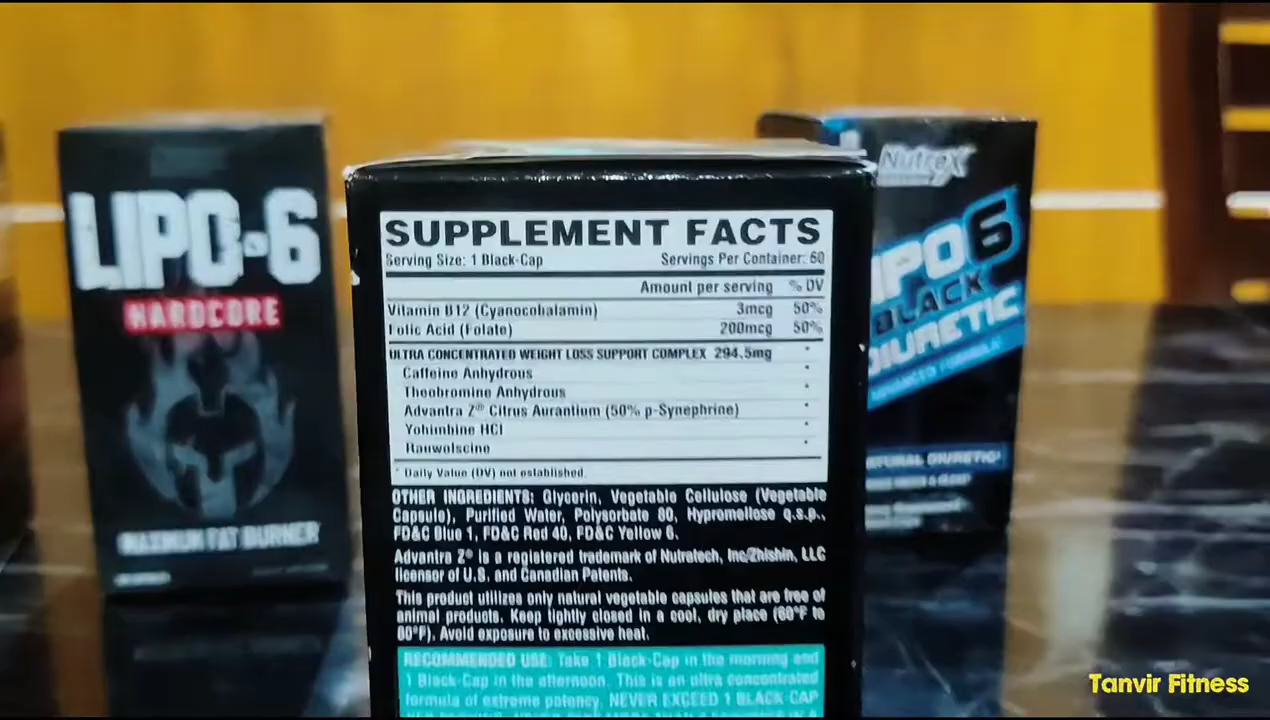 LIPO-6
HARDCORE
MAXIMUM FAT BURNER
SUPPLEMENT FACTS
Serving Size: 1 Black-Cap Servings Per Container: 60
Amount per serving % DV
Vitamin B12 (Cyanocobalamin) 3mcg 50%
Folic Acid (Folate) 200mcg 50%
ULTRA CONCENTRATED WEIGHT LOSS SUPPORT COMPLEX 294.5mg *
Caffeine Anhydrous *
Theobromine Anhydrous *
Advantra Z® Citrus Aurantium (50% p-Synephrine) *
Yohimbine HCl *
Rauwolscine *
* Daily Value (DV) not established.
OTHER INGREDIENTS: Glycerin, Vegetable Cellulose (Vegetable
Capsule), Purified Water, Polysorbate 80, Hypromellose q.s.p.,
FD&C Blue 1, FD&C Red 40, FD&C Yellow 6.
Advantra Z® is a registered trademark of Nutratech, Inc/Zhishin, LLC
licensor of U.S. and Canadian Patents.
This product utilizes only natural vegetable capsules that are free of
animal products. Keep tightly closed in a cool, dry place (60°F to
80°F). Avoid exposure to excessive heat.
RECOMMENDED USE: Take 1 Black-Cap in the morning and
1 Black-Cap in the afternoon. This is an ultra concentrated
formula of extreme potency. NEVER EXCEED 1 BLACK-CAP
Nutrex
LIPO 6
BLACK
DIURETIC
ADVANCED FORMULA
NATURAL DIURETIC
Tanvir Fitness